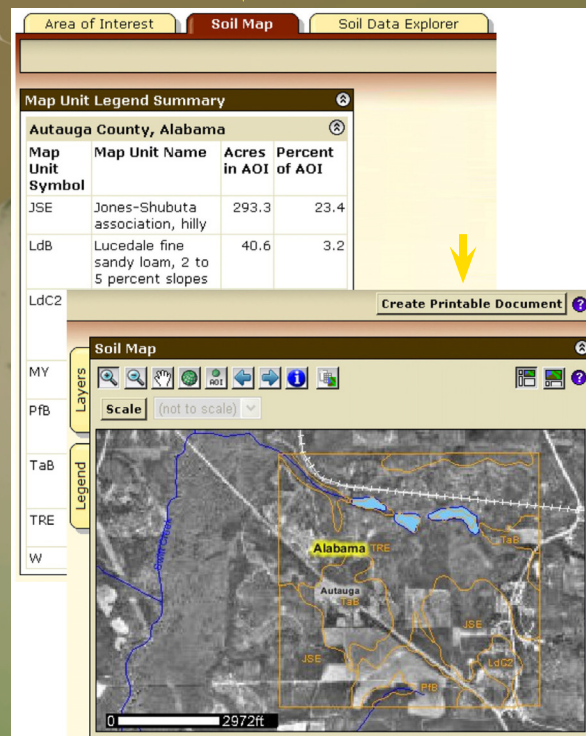 Area of Interest
Soil Map
Soil Data Explorer
Map Unit Legend Summary
Autauga County, Alabama
Map Unit Symbol Map Unit Name Acres in AOI Percent of AOI
JSE Jones-Shubuta association, hilly 293.3 23.4
LdB Lucedale fine sandy loam, 2 to 5 percent slopes 40.6 3.2
LdC2
MY
PfB
TaB
TRE
W
Create Printable Document ?
Soil Map
Layers
Legend
AOI
i
?
Scale (not to scale)
TaB
Alabama TRE
Autauga
TaB
JSE
JSE
LdC2
PfB
0 2972ft